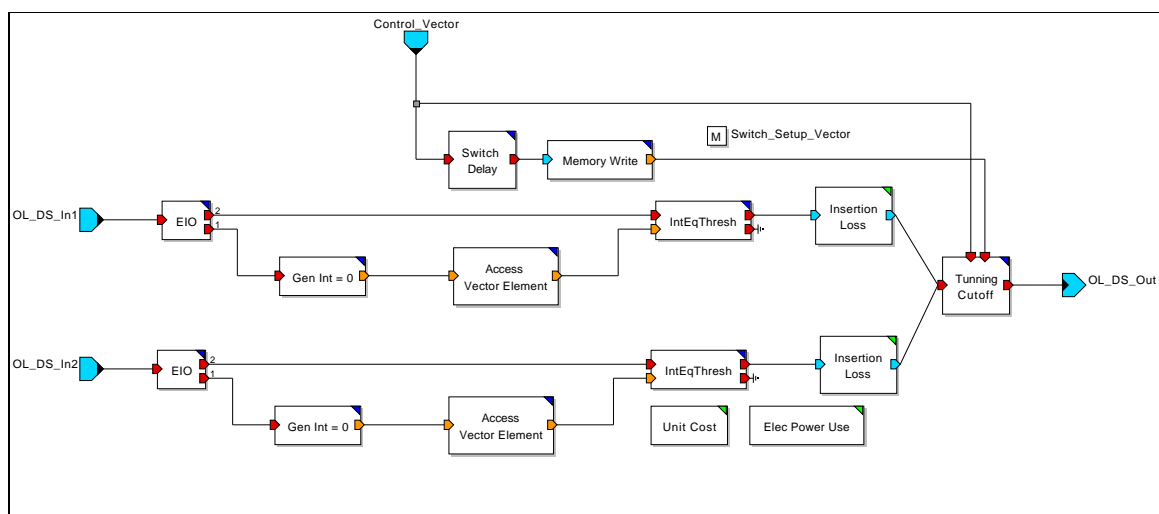 Control_Vector
M Switch_Setup_Vector
Switch
Delay
Memory Write
OL_DS_In1
EIO
2
1
IntEqThresh
Insertion
Loss
Gen Int = 0
Access
Vector Element
Tunning
Cutoff
OL_DS_Out
OL_DS_In2
EIO
2
1
IntEqThresh
Insertion
Loss
Gen Int = 0
Access
Vector Element
Unit Cost
Elec Power Use